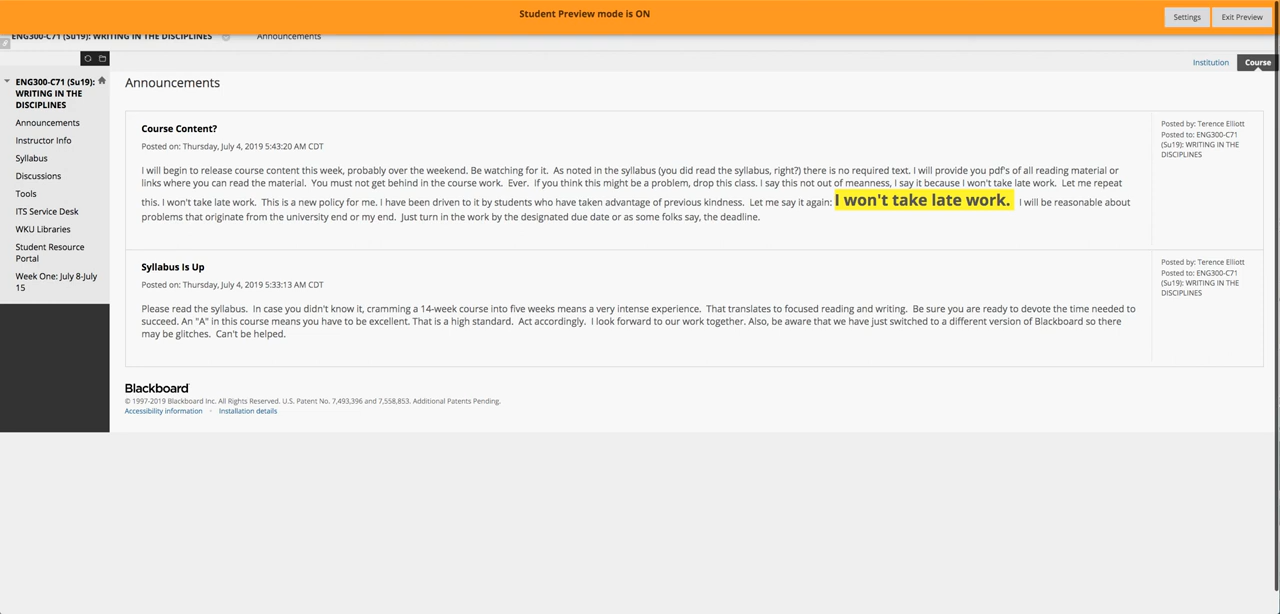 Student Preview mode is ON
Settings
Exit Preview
ENG300-C71 (Su19): WRITING IN THE DISCIPLINES
Announcements
Institution
Course
ENG300-C71 (Su19):
WRITING IN THE
DISCIPLINES
Announcements
Instructor Info
Syllabus
Discussions
Tools
ITS Service Desk
WKU Libraries
Student Resource
Portal
Week One: July 8-July
15
Announcements
Course Content?
Posted on: Thursday, July 4, 2019 5:43:20 AM CDT
I will begin to release course content this week, probably over the weekend. Be watching for it. As noted in the syllabus (you did read the syllabus, right?) there is no required text. I will provide you pdf's of all reading material or
links where you can read the material. You must not get behind in the course work. Ever. if you think this might be a problem, drop this class. I say this not out of meanness, i say it because I won't take late work. Let me repeat
this. I won't take late work. This is a new policy for me. I have been driven to it by students who have taken advantage of previous kindness. Let me say it again: I won't take late work. I will be reasonable about
problems that originate from the university end or my end. Just turn in the work by the designated due date or as some folks say, the deadline.
Posted by: Terence Elliott
Posted to: ENG300-C71
(Su19): WRITING IN THE
DISCIPLINES
Syllabus Is Up
Posted on: Thursday, July 4, 2019 5:33:13 AM CDT
Please read the syllabus. In case you didn't know it, cramming a 14-week course into five weeks means a very intense experience. That translates to focused reading and writing. Be sure you are ready to devote the time needed to
succeed. An "A" in this course means you have to be excellent. That is a high standard. Act accordingly. I look forward to our work together. Also, be aware that we have just switched to a different version of Blackboard so there
may be glitches. Can't be helped.
Posted by: Terence Elliott
Posted to: ENG300-C71
(Su19): WRITING IN THE
DISCIPLINES
Blackboard
© 1997-2019 Blackboard Inc. All Rights Reserved. U.S. Patent No. 7,493,396 and 7,558,853. Additional Patents Pending.
Accessibility information
Installation details